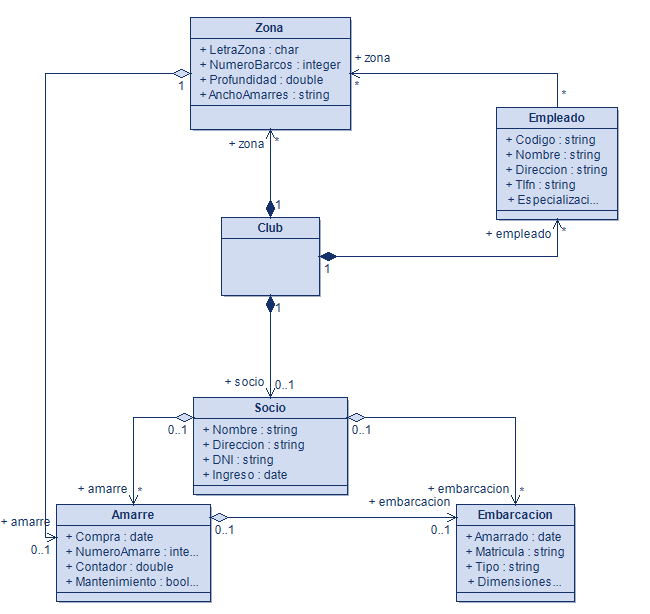 Zona
+ LetraZona : char
+ NumeroBarcos : integer
+ Profundidad : double
+ AnchoAmarres : string
1
+ zona
*
*
Empleado
+ Codigo : string
+ Nombre : string
+ Direccion : string
+ Tlfn : string
+ Especializaci...
+ zona
*
1
Club
1
+ empleado
*
1
+ socio
0..1
Socio
+ Nombre : string
+ Direccion : string
+ DNI : string
+ Ingreso : date
0..1
0..1
+ amarre
*
+ embarcacion
*
+ amarre
0..1
Amarre
+ Compra : date
+ NumeroAmarre : inte...
+ Contador : double
+ Mantenimiento : bool...
0..1
+ embarcacion
0..1
Embarcacion
+ Amarrado : date
+ Matricula : string
+ Tipo : string
+ Dimensiones...